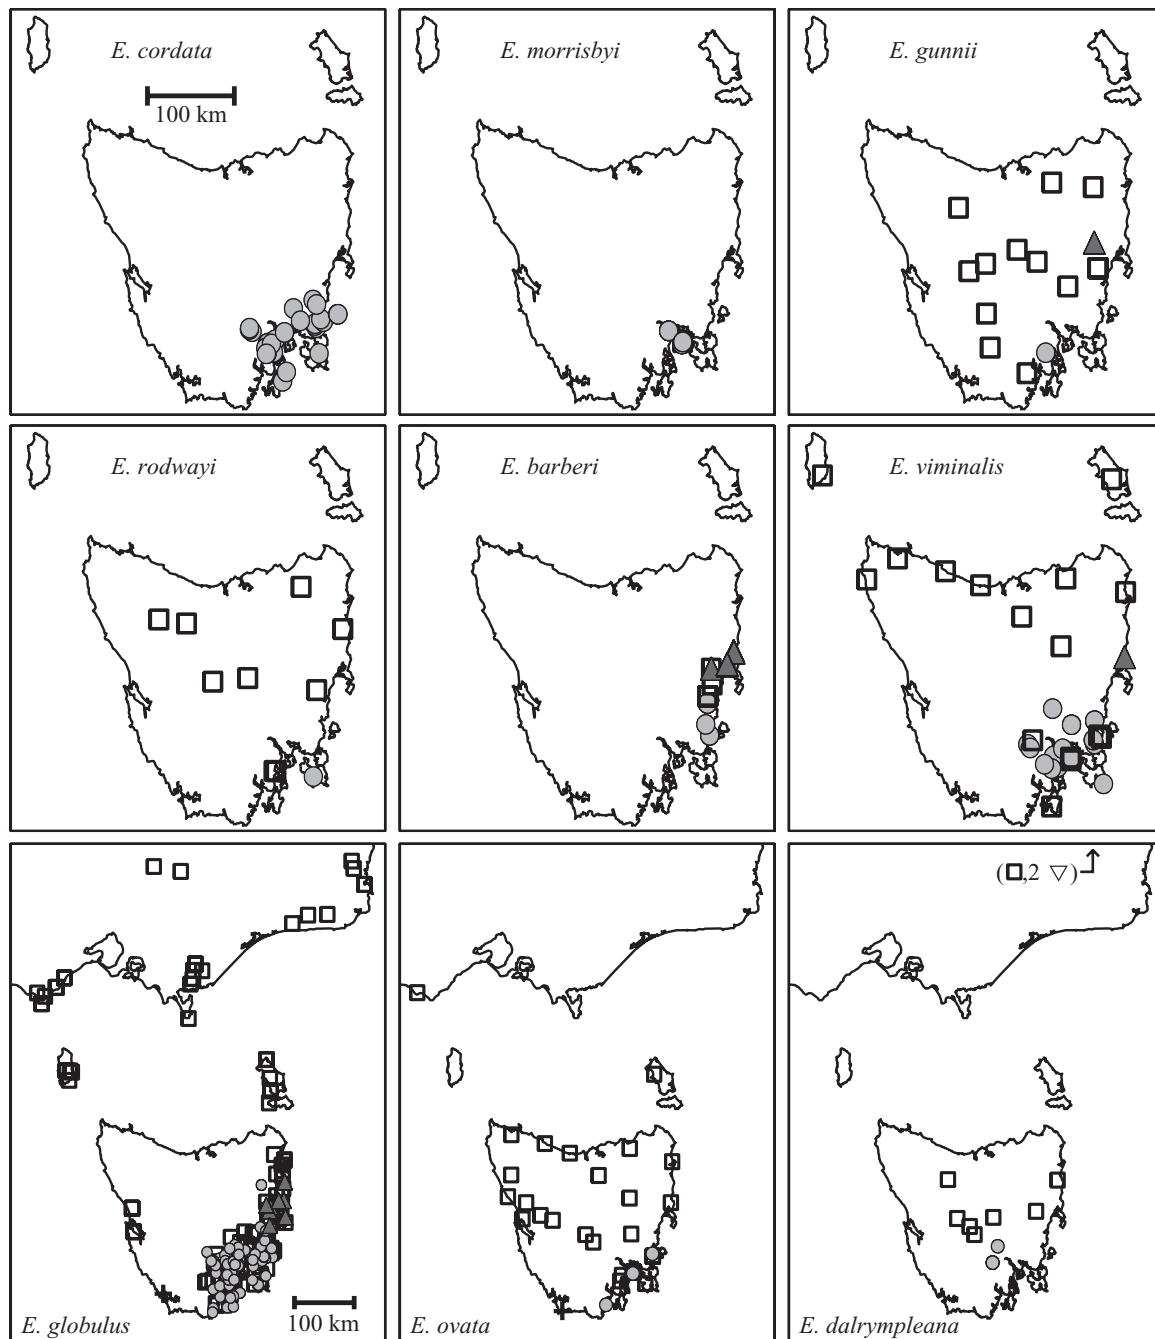 E. cordata
100 km
E. morrisbyi
E. gunnii
E. rodwayi
E. barberi
E. viminalis
E. globulus
100 km
E. ovata
(□,2 ▽)
E. dalrympleana